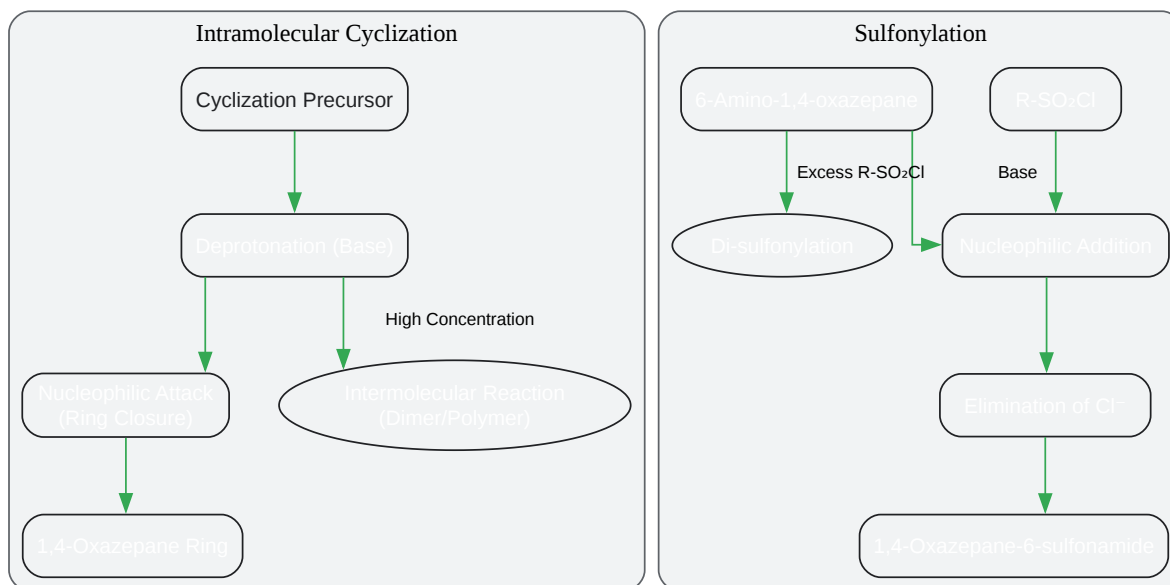 Intramolecular Cyclization
Cyclization Precursor
Deprotonation (Base)
High Concentration
Nucleophilic Attack
(Ring Closure)
Intermolecular Reaction
(Dimer/Polymer)
1,4-Oxazepane Ring
Sulfonylation
6-Amino-1,4-oxazepane
R-SO₂Cl
Excess R-SO₂Cl
Base
Di-sulfonylation
Nucleophilic Addition
Elimination of Cl⁻
1,4-Oxazepane-6-sulfonamide